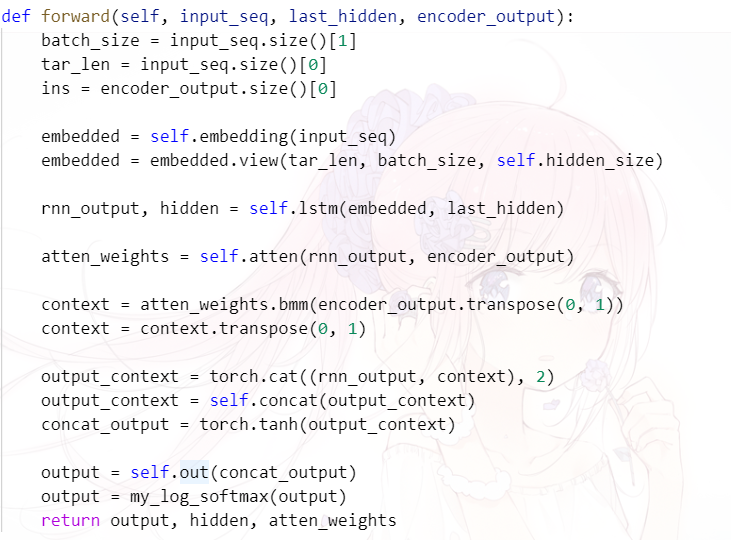 def forward(self, input_seq, last_hidden, encoder_output):
    batch_size = input_seq.size()[1]
    tar_len = input_seq.size()[0]
    ins = encoder_output.size()[0]

    embedded = self.embedding(input_seq)
    embedded = embedded.view(tar_len, batch_size, self.hidden_size)

    rnn_output, hidden = self.lstm(embedded, last_hidden)

    atten_weights = self.atten(rnn_output, encoder_output)

    context = atten_weights.bmm(encoder_output.transpose(0, 1))
    context = context.transpose(0, 1)

    output_context = torch.cat((rnn_output, context), 2)
    output_context = self.concat(output_context)
    concat_output = torch.tanh(output_context)

    output = self.out(concat_output)
    output = my_log_softmax(output)
    return output, hidden, atten_weights